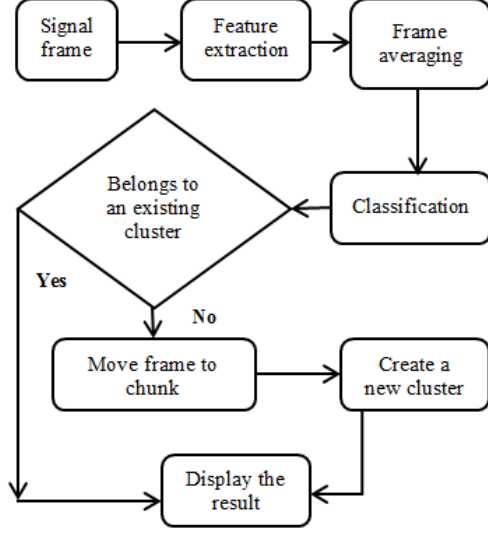 Signal
frame
Feature
extraction
Frame
averaging
Classification
Belongs to
an existing
cluster
Yes
No
Move frame to
chunk
Create a
new cluster
Display the
result